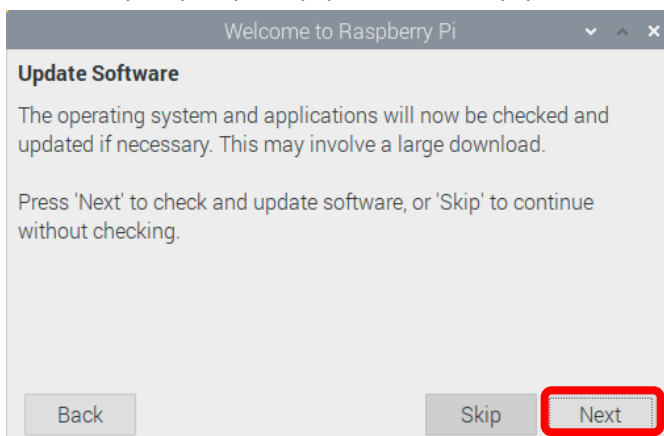 Welcome to Raspberry Pi
Update Software
The operating system and applications will now be checked and
updated if necessary. This may involve a large download.
Press 'Next' to check and update software, or 'Skip' to continue
without checking.
Back
Skip
Next